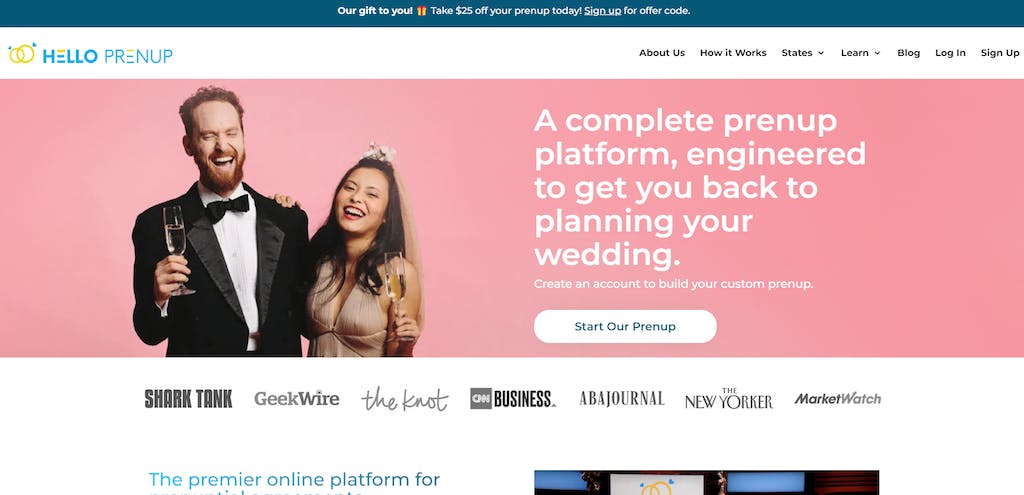 Our gift to you! 🎁 Take $25 off your prenup today! Sign up for offer code.
HELLO PRENUP
About Us How it Works States Learn Blog Log In Sign Up
A complete prenup
platform, engineered
to get you back to
planning your
wedding.
Create an account to build your custom prenup.
Start Our Prenup
SHARK TANK GeekWire the knot CNN BUSINESS ABAJOURNAL THE NEW YORKER MarketWatch
The premier online platform for
prenuptial agreements